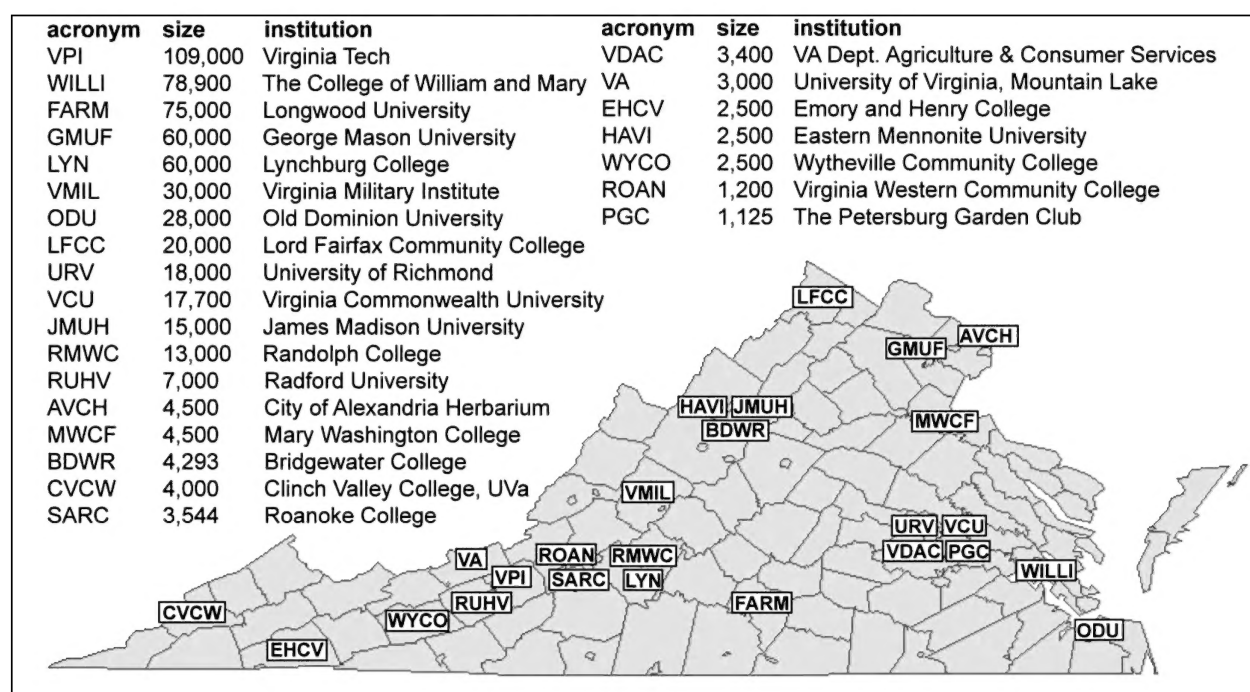 acronym size institution
VPI 109,000 Virginia Tech
WILLI 78,900 The College of William and Mary
FARM 75,000 Longwood University
GMUF 60,000 George Mason University
LYN 60,000 Lynchburg College
VMIL 30,000 Virginia Military Institute
ODU 28,000 Old Dominion University
LFCC 20,000 Lord Fairfax Community College
URV 18,000 University of Richmond
VCU 17,700 Virginia Commonwealth University
JMUH 15,000 James Madison University
RMWC 13,000 Randolph College
RUHV 7,000 Radford University
AVCH 4,500 City of Alexandria Herbarium
MWCF 4,500 Mary Washington College
BDWR 4,293 Bridgewater College
CVCW 4,000 Clinch Valley College, UVa
SARC 3,544 Roanoke College
acronym size institution
VDAC 3,400 VA Dept. Agriculture & Consumer Services
VA 3,000 University of Virginia, Mountain Lake
EHCV 2,500 Emory and Henry College
HAVI 2,500 Eastern Mennonite University
WYCO 2,500 Wytheville Community College
ROAN 1,200 Virginia Western Community College
PGC 1,125 The Petersburg Garden Club
LFCC
GMUF AVCH
HAVI JMUH
BDWR
MWCF
VMIL
URV VCU
VDAC PGC
VA ROAN RMWC
VPI SARC LYN
WILLI
CVCW WYCO RUHV FARM
EHCV
ODU